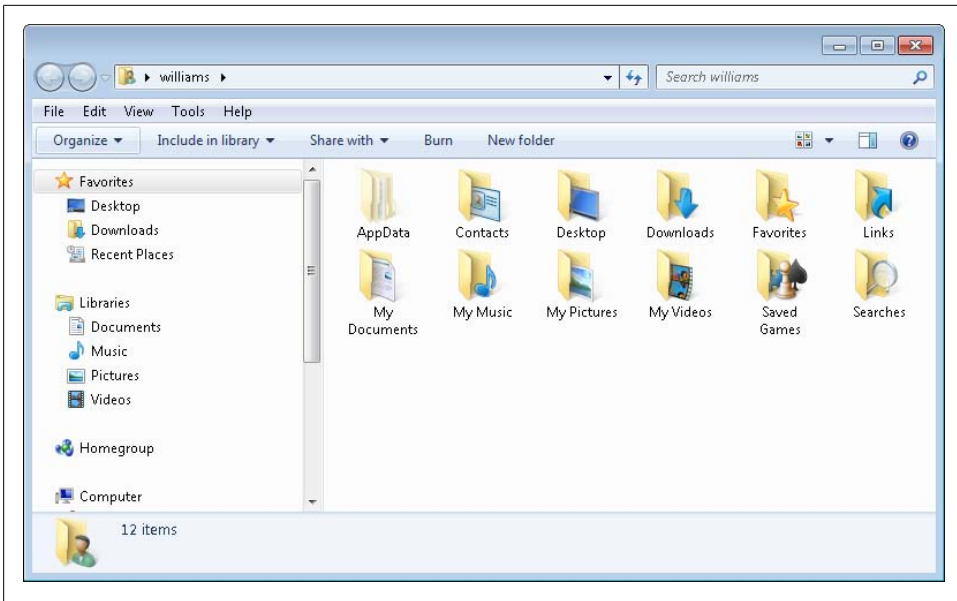 williams
Search williams
File Edit View Tools Help
Organize Include in library Share with Burn New folder
Favorites
Desktop
Downloads
Recent Places
Libraries
Documents
Music
Pictures
Videos
Homegroup
Computer
AppData Contacts Desktop Downloads Favorites Links
My Documents My Music My Pictures My Videos Saved Games Searches
12 items